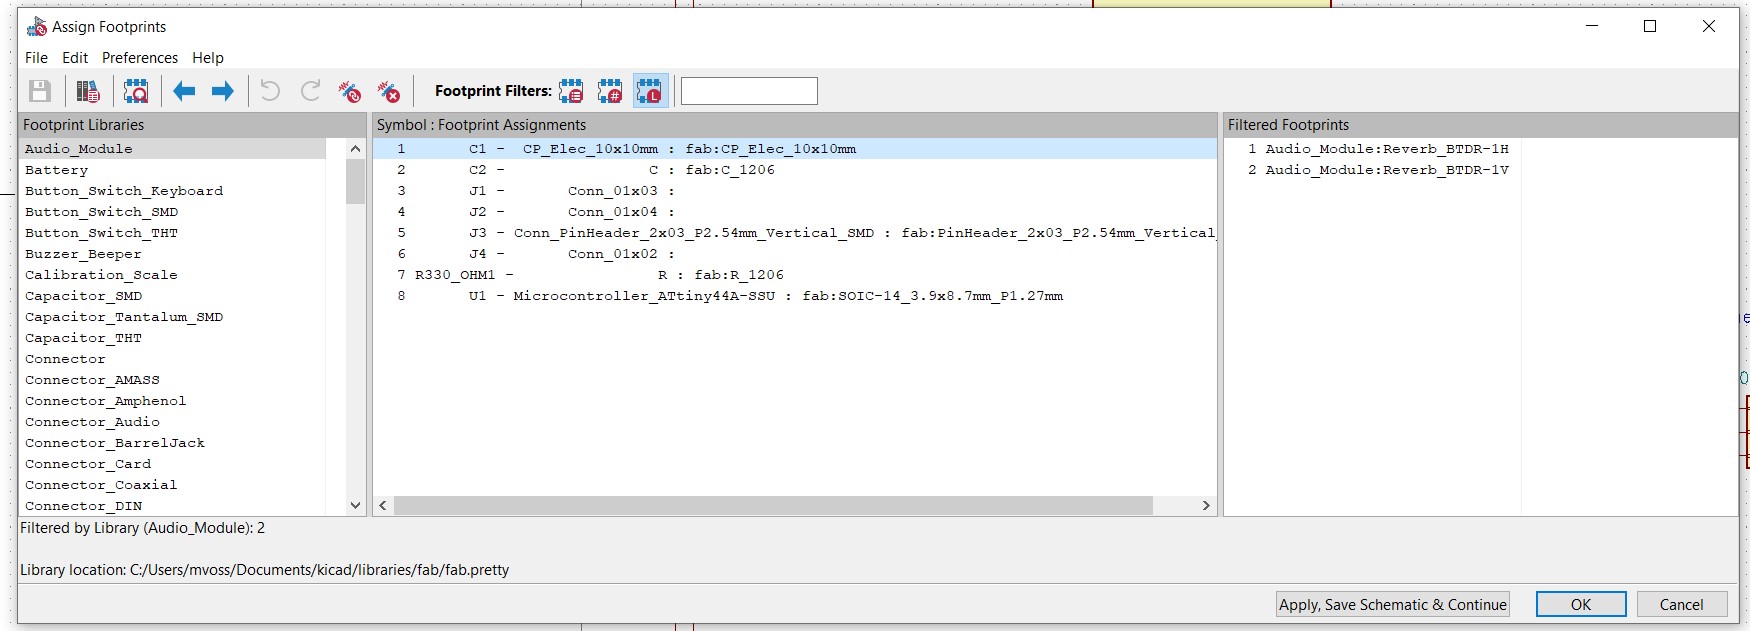 Assign Footprints
File Edit Preferences Help
Footprint Filters:
Footprint Libraries
Audio_Module
Battery
Button_Switch_Keyboard
Button_Switch_SMD
Button_Switch_THT
Buzzer_Beeper
Calibration_Scale
Capacitor_SMD
Capacitor_Tantalum_SMD
Capacitor_THT
Connector
Connector_AMASS
Connector_Amphenol
Connector_Audio
Connector_BarrelJack
Connector_Card
Connector_Coaxial
Connector_DIN
Symbol : Footprint Assignments
1 C1 - CP_Elec_10x10mm : fab:CP_Elec_10x10mm
2 C2 - C : fab:C_1206
3 J1 - Conn_01x03 :
4 J2 - Conn_01x04 :
5 J3 - Conn_PinHeader_2x03_P2.54mm_Vertical_SMD : fab:PinHeader_2x03_P2.54mm_Vertical_
6 J4 - Conn_01x02 :
7 R330_OHM1 - R : fab:R_1206
8 U1 - Microcontroller_ATtiny44A-SSU : fab:SOIC-14_3.9x8.7mm_P1.27mm
Filtered Footprints
1 Audio_Module:Reverb_BTDR-1H
2 Audio_Module:Reverb_BTDR-1V
Filtered by Library (Audio_Module): 2
Library location: C:/Users/mvoss/Documents/kicad/libraries/fab/fab.pretty
Apply, Save Schematic & Continue OK Cancel